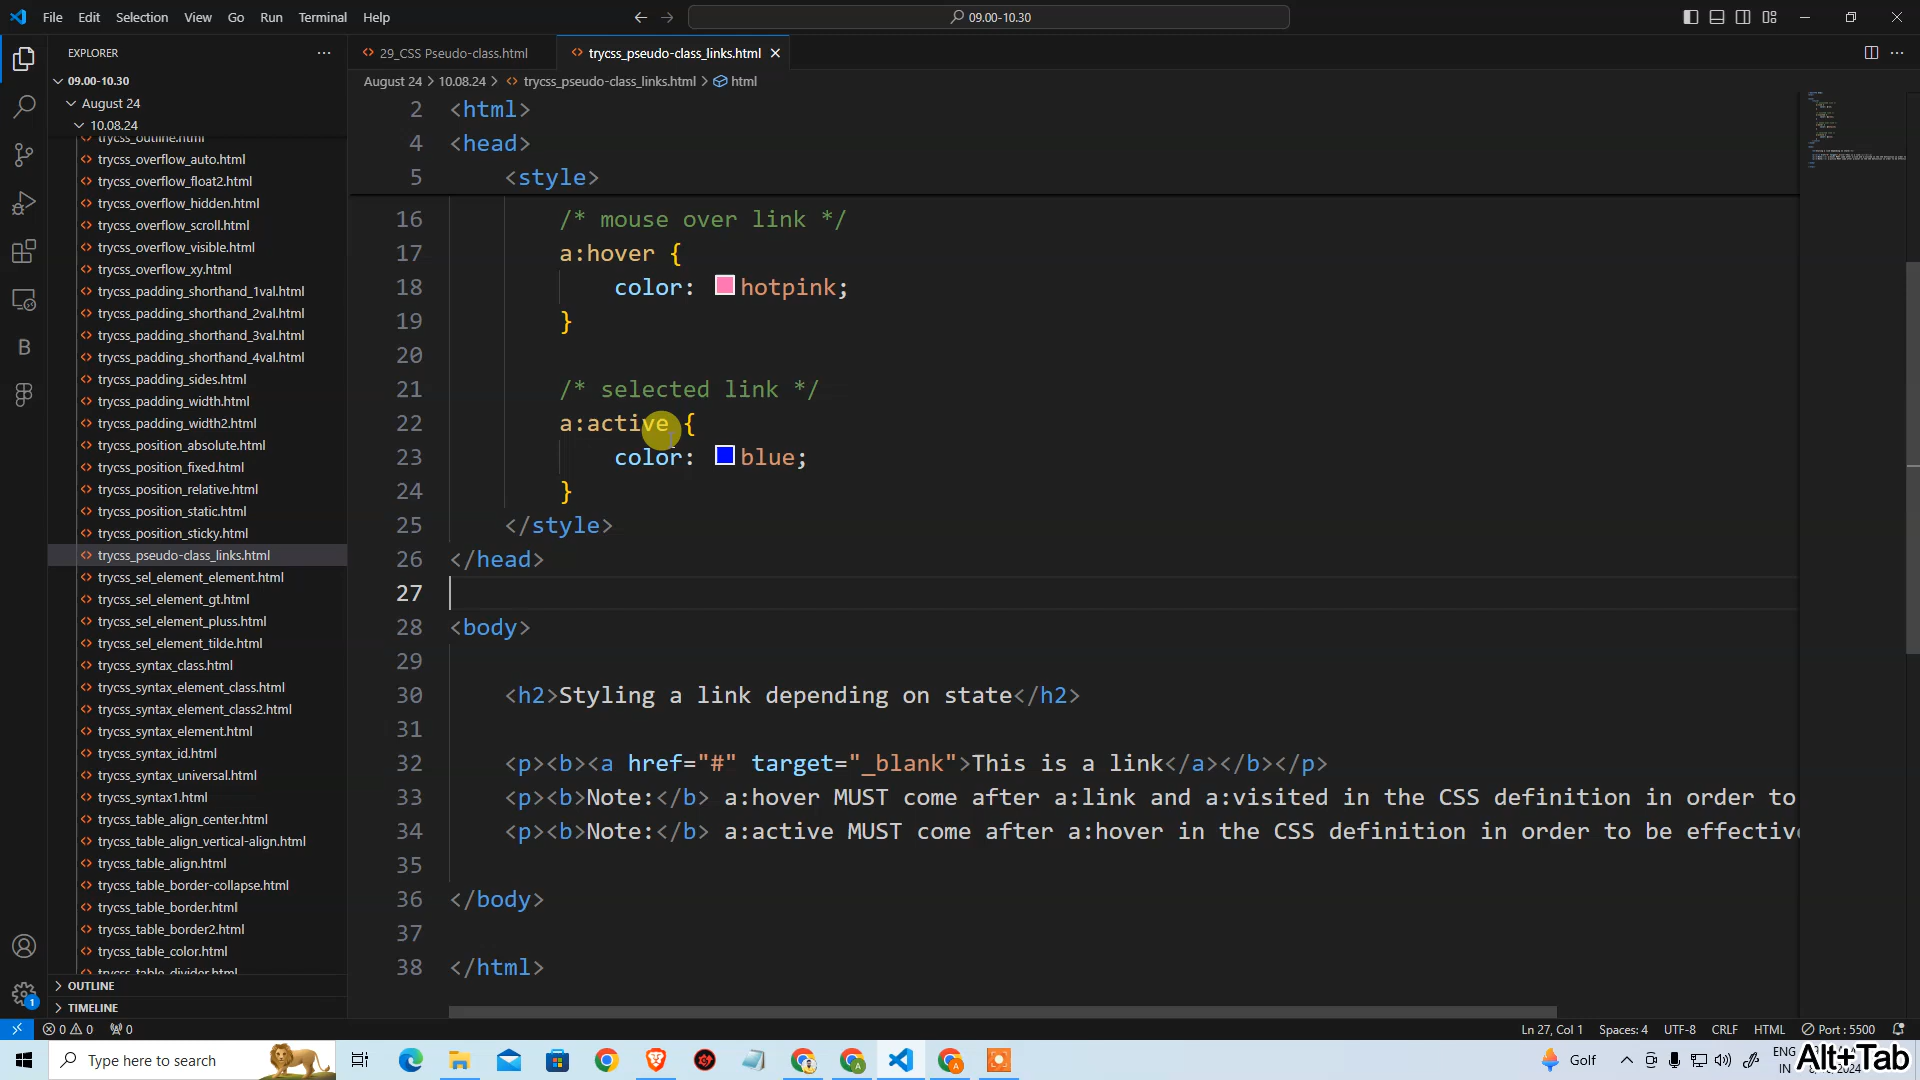 File Edit Selection View Go Run Terminal Help
09.00-10.30
EXPLORER
29_CSS Pseudo-class.html
trycss_pseudo-class_links.html
August 24 > 10.08.24 > trycss_pseudo-class_links.html > html
09.00-10.30
August 24
10.08.24
trycss_outline.html
trycss_overflow_auto.html
trycss_overflow_float2.html
trycss_overflow_hidden.html
trycss_overflow_scroll.html
trycss_overflow_visible.html
trycss_overflow_xy.html
trycss_padding_shorthand_1val.html
trycss_padding_shorthand_2val.html
trycss_padding_shorthand_3val.html
trycss_padding_shorthand_4val.html
trycss_padding_sides.html
trycss_padding_width.html
trycss_padding_width2.html
trycss_position_absolute.html
trycss_position_fixed.html
trycss_position_relative.html
trycss_position_static.html
trycss_position_sticky.html
trycss_pseudo-class_links.html
trycss_sel_element_element.html
trycss_sel_element_gt.html
trycss_sel_element_pluss.html
trycss_sel_element_tilde.html
trycss_syntax_class.html
trycss_syntax_element_class.html
trycss_syntax_element_class2.html
trycss_syntax_element.html
trycss_syntax_id.html
trycss_syntax_universal.html
trycss_syntax1.html
trycss_table_align_center.html
trycss_table_align_vertical-align.html
trycss_table_align.html
trycss_table_border-collapse.html
trycss_table_border.html
trycss_table_border2.html
trycss_table_color.html
trycss_table_divider.html
OUTLINE
TIMELINE
2 <html>
4 <head>
5 <style>
16 /* mouse over link */
17 a:hover {
18 color: hotpink;
19 }
20
21 /* selected link */
22 a:active {
23 color: blue;
24 }
25 </style>
26 </head>
27
28 <body>
29
30 <h2>Styling a link depending on state</h2>
31
32 <p><b><a href="#" target="_blank">This is a link</a></b></p>
33 <p><b>Note:</b> a:hover MUST come after a:link and a:visited in the CSS definition in order to
34 <p><b>Note:</b> a:active MUST come after a:hover in the CSS definition in order to be effective
35
36 </body>
37
38 </html>
0 0 0
Ln 27, Col 1 Spaces: 4 UTF-8 CRLF HTML Port : 5500
Type here to search
Golf
ENG
IN
Alt+Tab